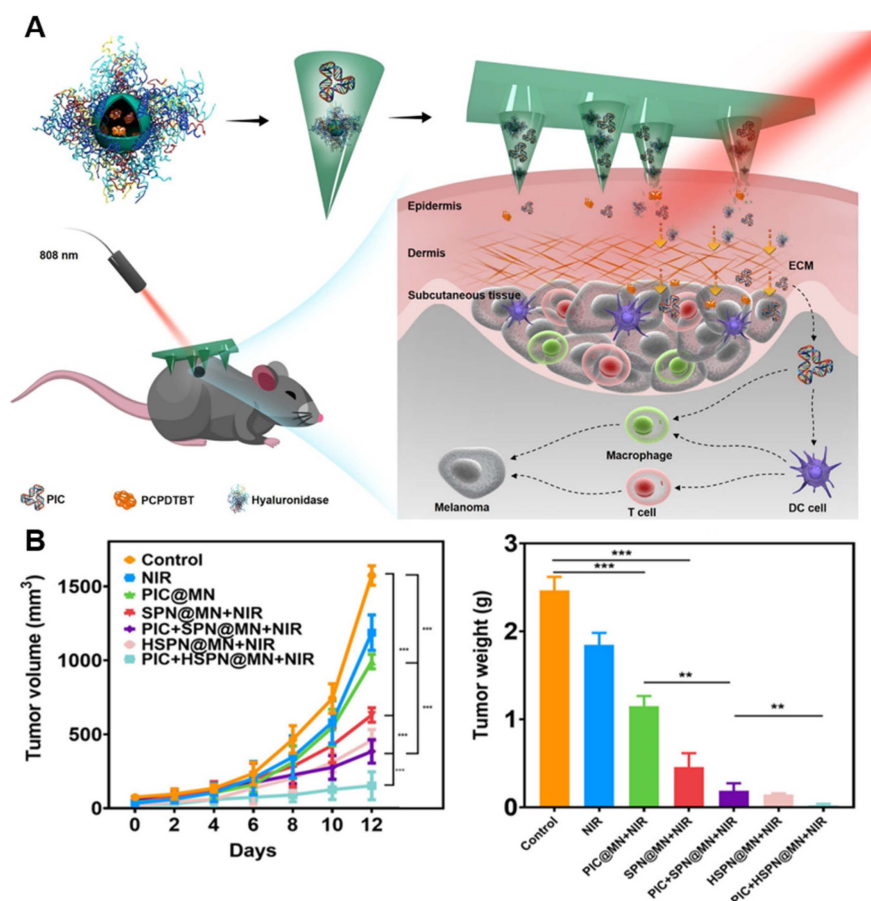 A
808 nm
PIC
PCPDTBT
Hyaluronidase
Epidermis
Dermis
ECM
Subcutaneous tissue
Macrophage
Melanoma
T cell
DC cell
B
Tumor volume (mm³)
1500
1000
500
0
0 2 4 6 8 10 12
Days
Control
NIR
PIC@MN
SPN@MN+NIR
PIC+SPN@MN+NIR
HSPN@MN+NIR
PIC+HSPN@MN+NIR
***
***
***
***
***
Tumor weight (g)
3
2
1
0
***
***
**
**
Control
NIR
PIC@MN+NIR
SPN@MN+NIR
PIC+SPN@MN+NIR
HSPN@MN+NIR
PIC+HSPN@MN+NIR